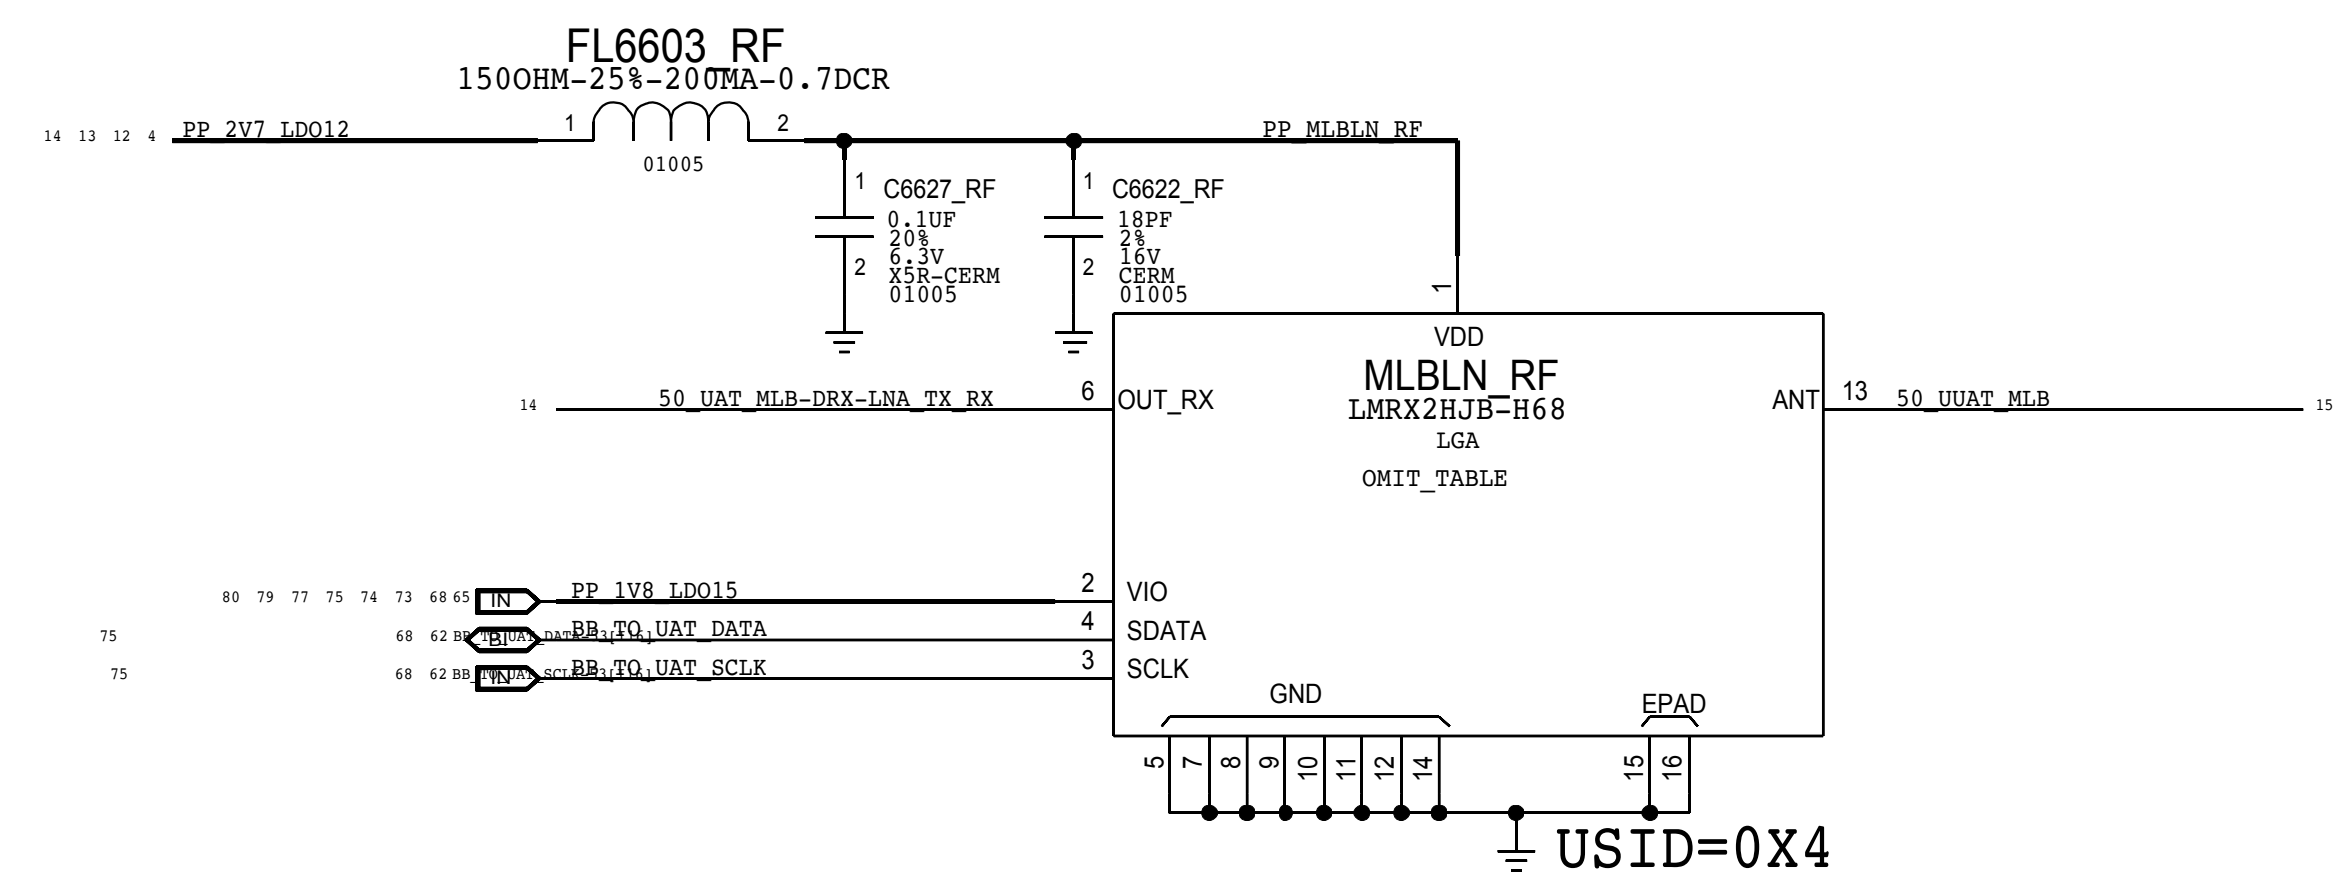 FL6603_RF
150OHM-25%-200MA-0.7DCR
14 13 12 4 PP_2V7_LDO12 1 2 PP_MLBLN_RF
01005
1 C6627_RF
0.1UF
20%
6.3V
2 X5R-CERM
01005
1 C6622_RF
18PF
2%
16V
2 CERM
01005
1
VDD
MLBLN_RF
LMRX2HJB-H68
LGA
OMIT_TABLE
14 50_UAT_MLB-DRX-LNA_TX_RX 6 OUT_RX
ANT 13 50_UUAT_MLB 15
80 79 77 75 74 73 68 65 IN PP_1V8_LDO15 2 VIO
75 68 62 BI BB_TO_UAT_DATA 4 SDATA
75 68 62 IN BB_TO_UAT_SCLK 3 SCLK
GND EPAD
5 7 8 9 10 11 12 14 15 16
USID=0X4